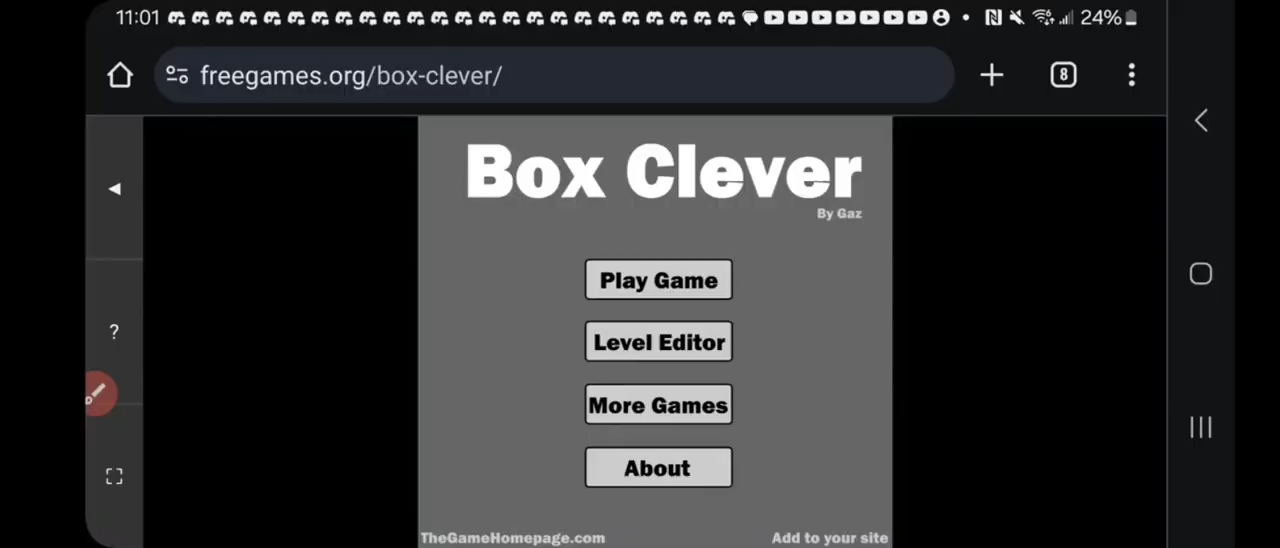 11:01 24%
freegames.org/box-clever/ 8
Box Clever
By Gaz
Play Game
Level Editor
?
More Games
About
TheGameHomepage.com Add to your site